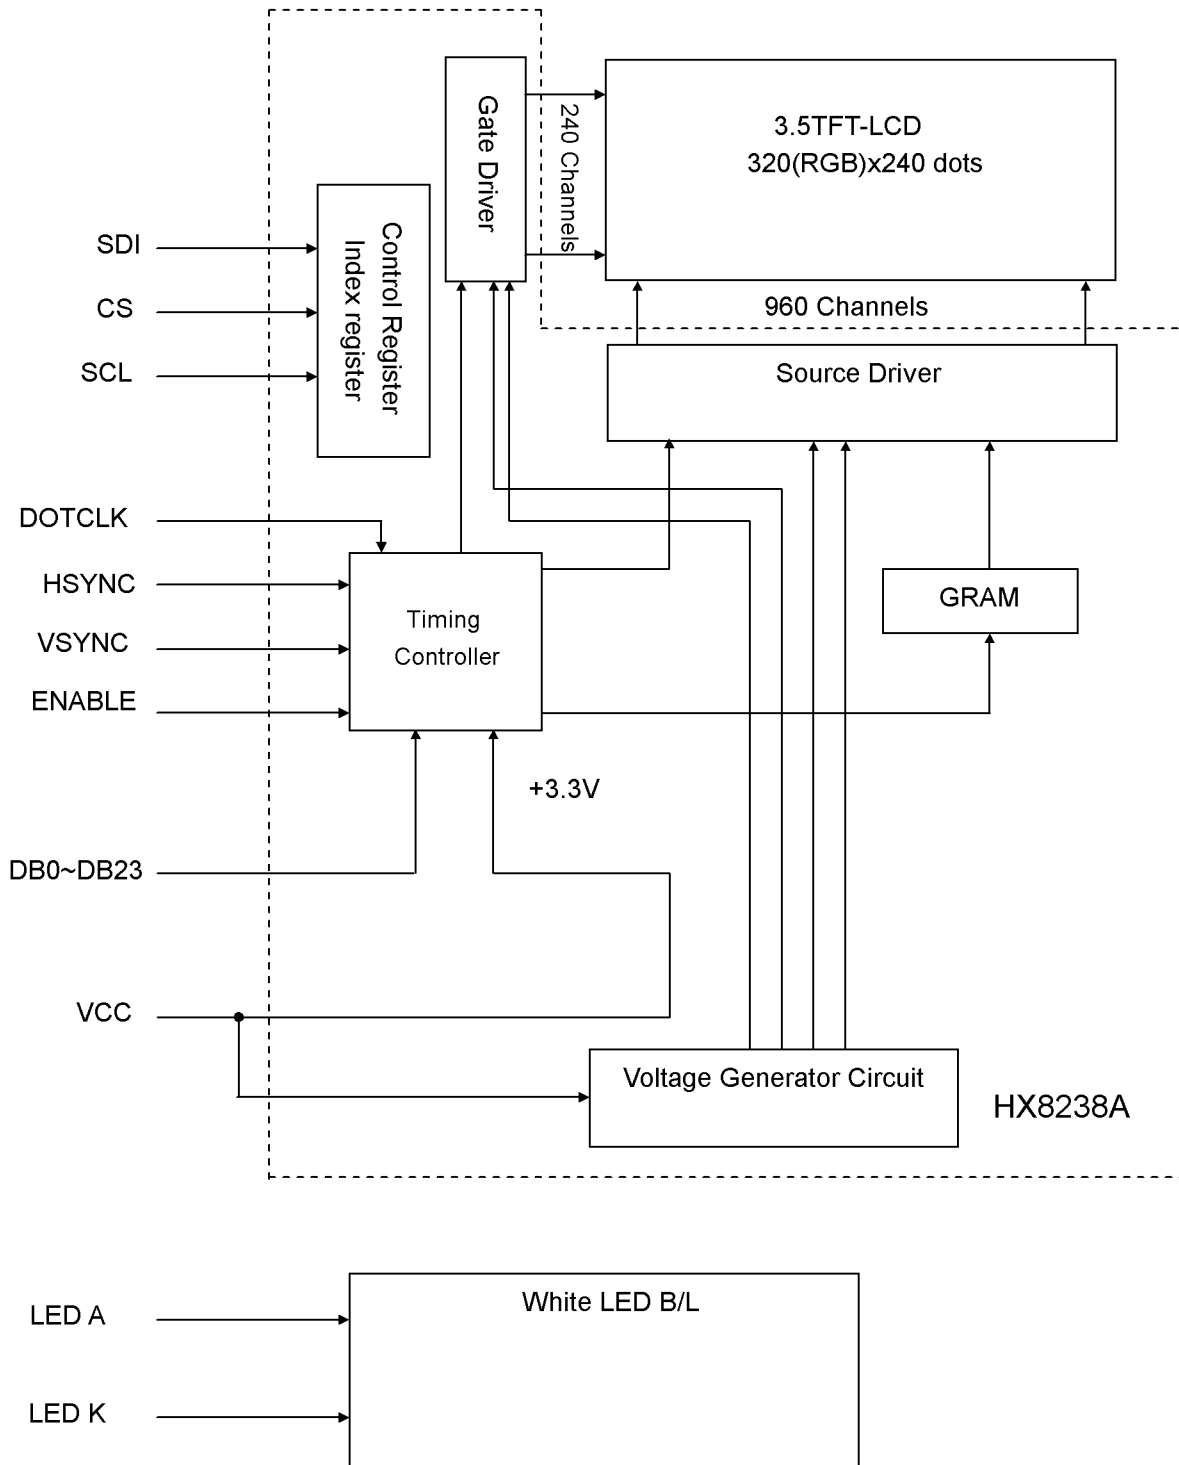 Gate Driver
240 Channels
3.5TFT-LCD
320(RGB)x240 dots
SDI
CS
SCL
Control Register
Index register
960 Channels
Source Driver
DOTCLK
HSYNC
VSYNC
ENABLE
Timing
Controller
GRAM
+3.3V
DB0~DB23
VCC
Voltage Generator Circuit
HX8238A
White LED B/L
LED A
LED K